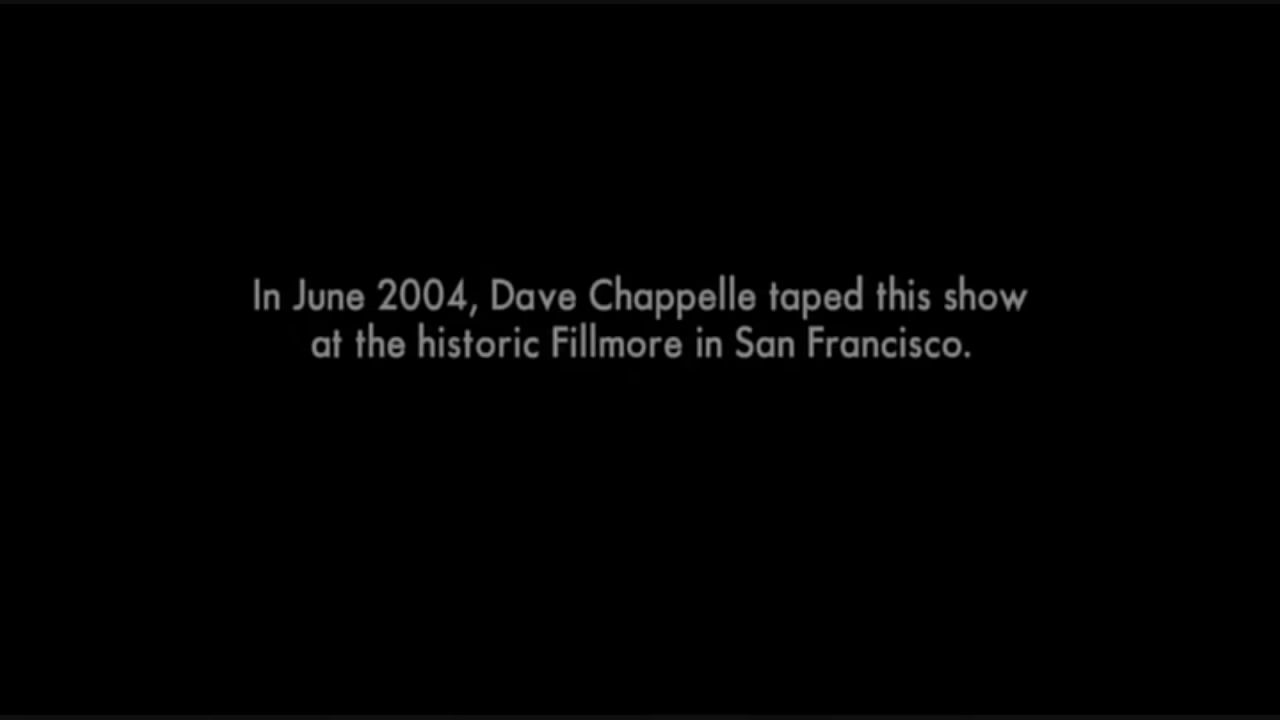 In June 2004, Dave Chappelle taped this show
at the historic Fillmore in San Francisco.